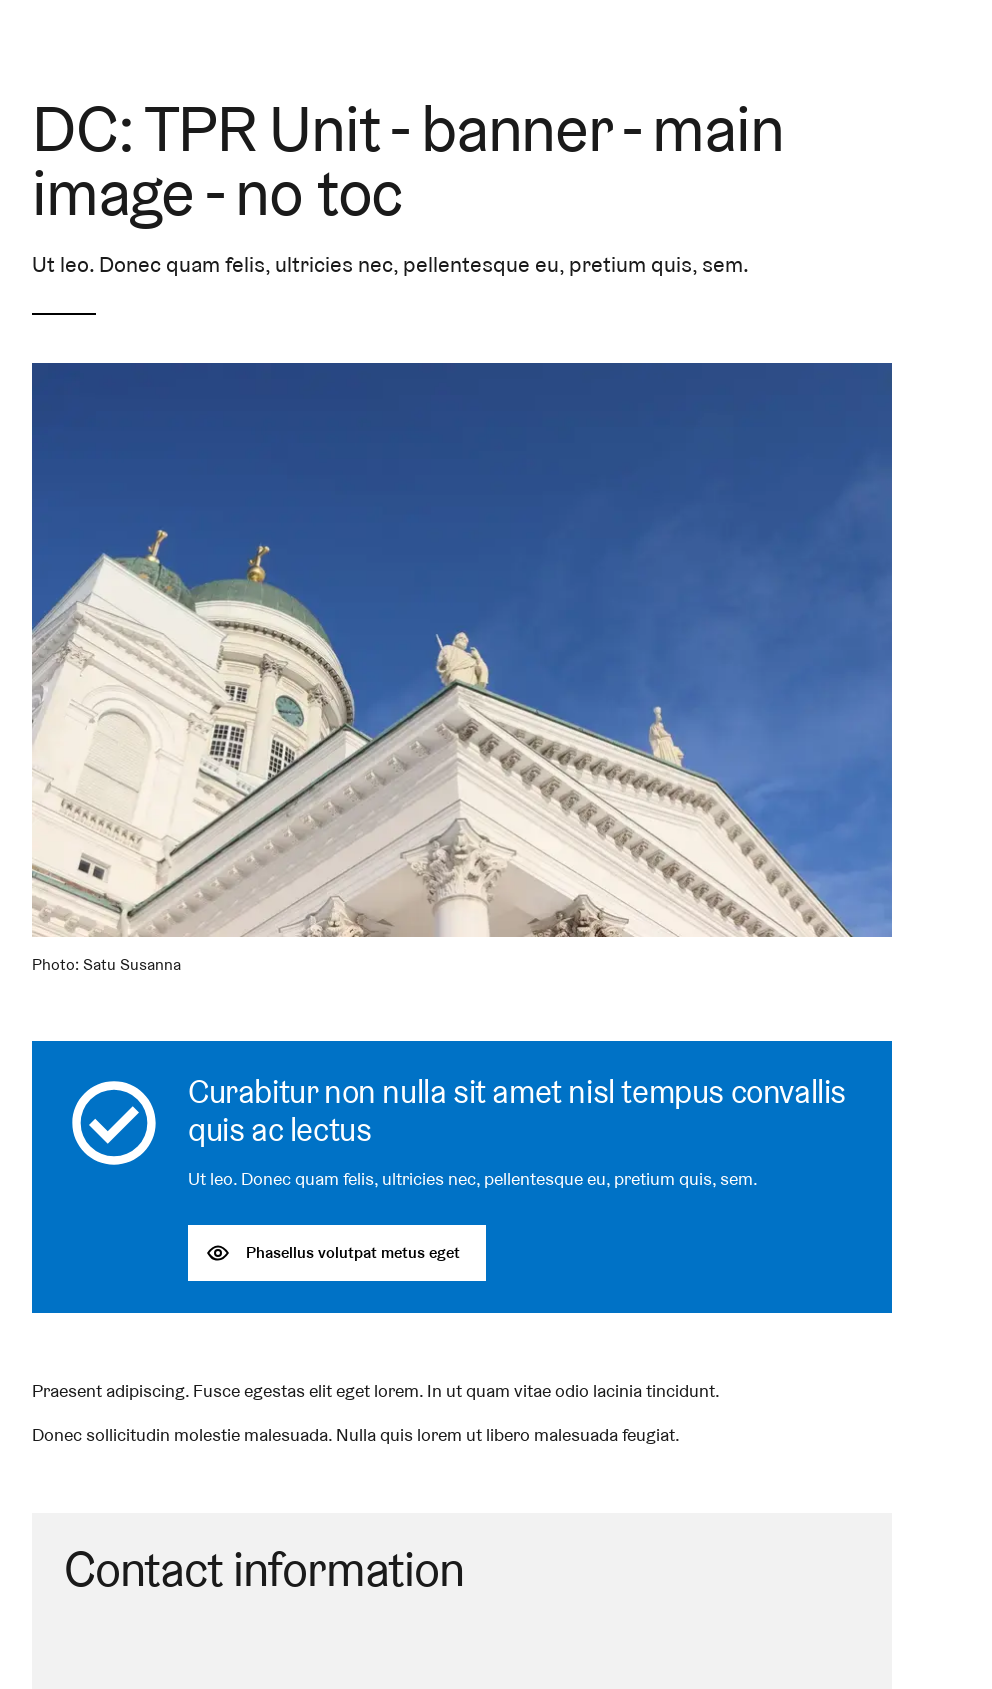 DC: TPR Unit - banner - main
image - no toc
Ut leo. Donec quam felis, ultricies nec, pellentesque eu, pretium quis, sem.
Photo: Satu Susanna
Curabitur non nulla sit amet nisl tempus convallis
quis ac lectus
Ut leo. Donec quam felis, ultricies nec, pellentesque eu, pretium quis, sem.
Phasellus volutpat metus eget
Praesent adipiscing. Fusce egestas elit eget lorem. In ut quam vitae odio lacinia tincidunt.
Donec sollicitudin molestie malesuada. Nulla quis lorem ut libero malesuada feugiat.
Contact information